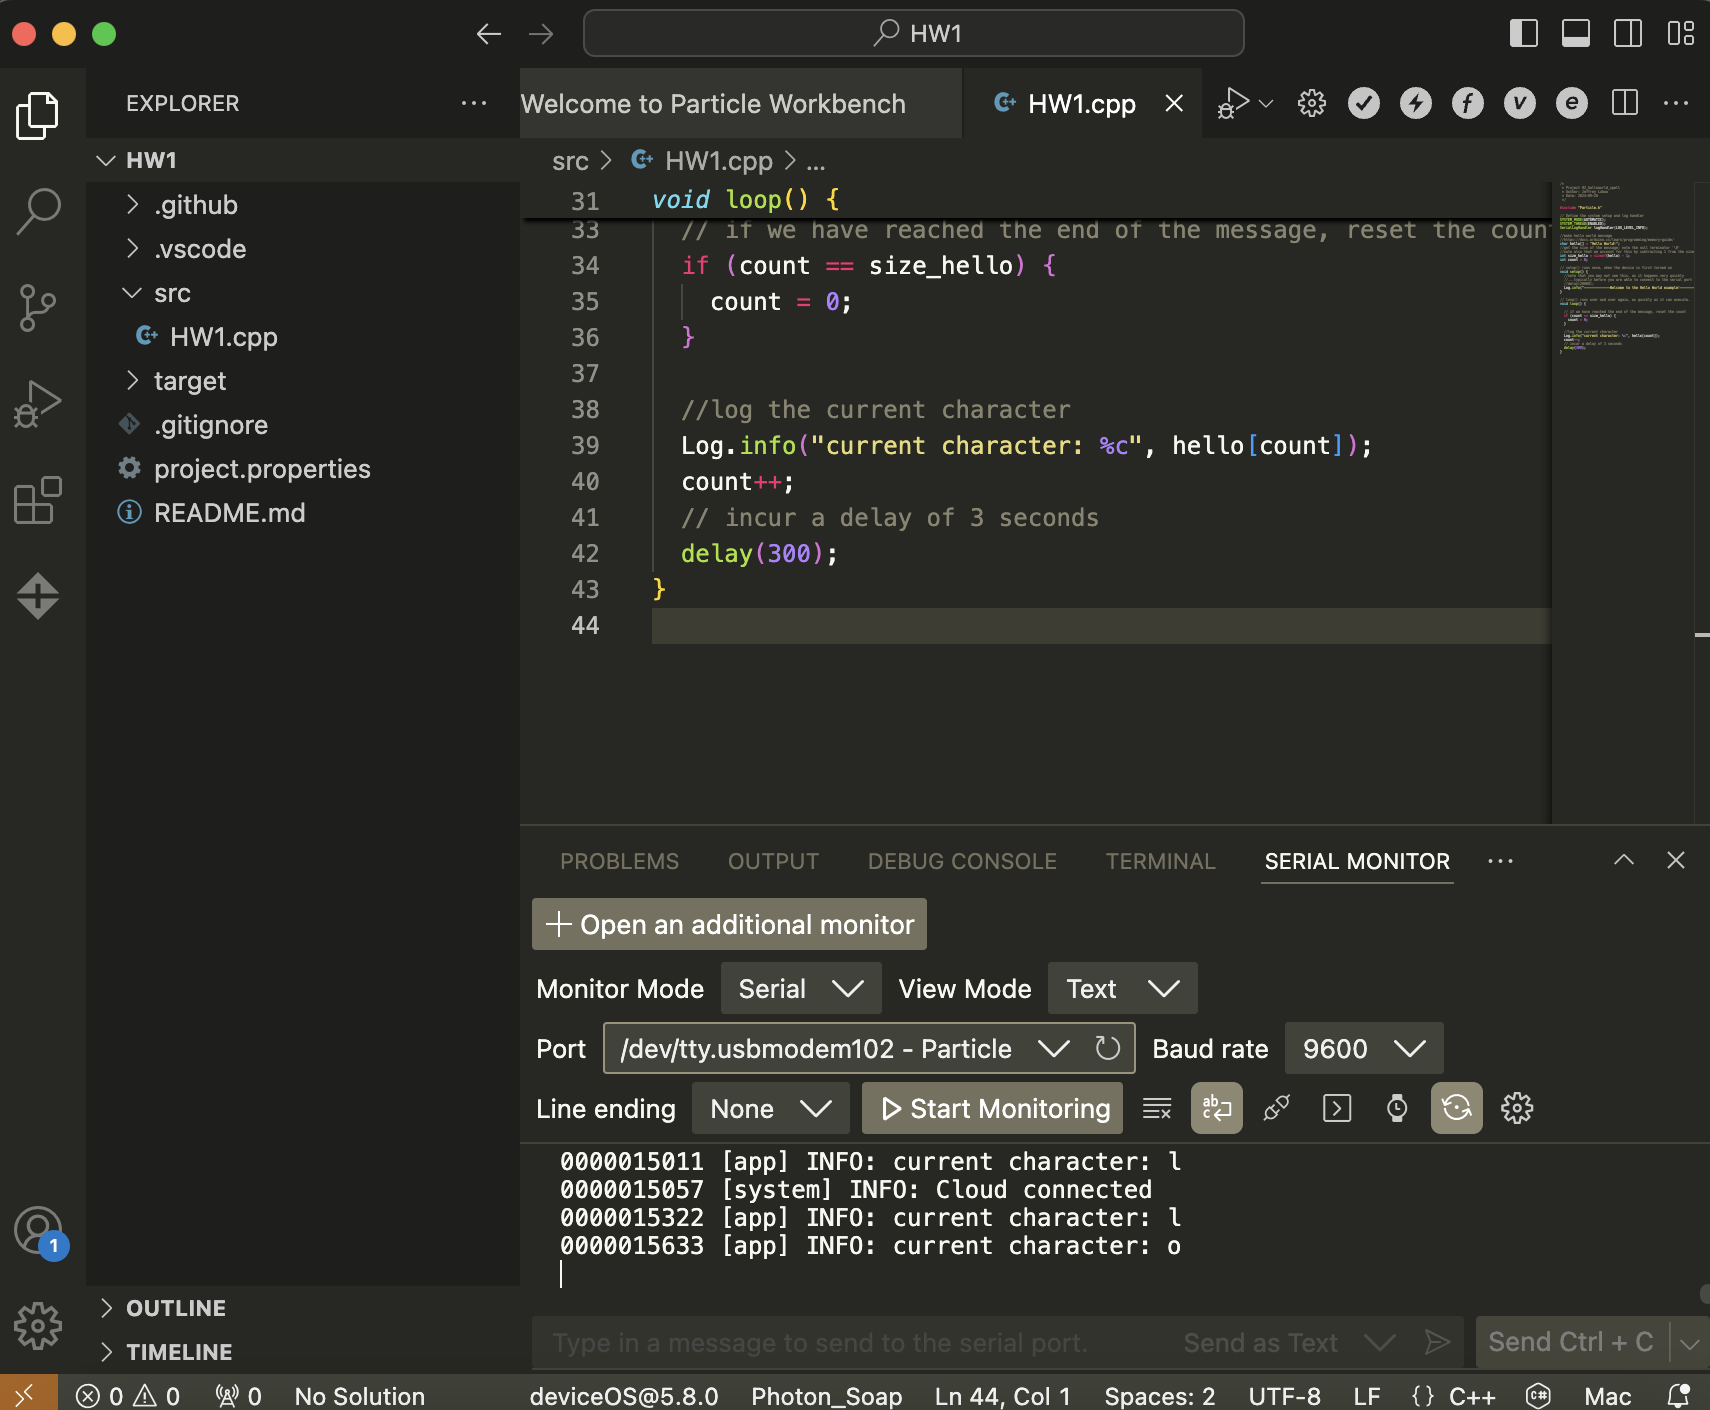 HW1
EXPLORER
Welcome to Particle Workbench
HW1.cpp
HW1
src > HW1.cpp > ...
.github
.vscode
src
HW1.cpp
target
.gitignore
project.properties
README.md
31 void loop() {
33 // if we have reached the end of the message, reset the coun
34 if (count == size_hello) {
35 count = 0;
36 }
37
38 //log the current character
39 Log.info("current character: %c", hello[count]);
40 count++;
41 // incur a delay of 3 seconds
42 delay(300);
43 }
44
PROBLEMS OUTPUT DEBUG CONSOLE TERMINAL SERIAL MONITOR
Open an additional monitor
Monitor Mode Serial View Mode Text
Port /dev/tty.usbmodem102 - Particle Baud rate 9600
Line ending None Start Monitoring
0000015011 [app] INFO: current character: l
0000015057 [system] INFO: Cloud connected
0000015322 [app] INFO: current character: l
0000015633 [app] INFO: current character: o
1
OUTLINE
TIMELINE
Type in a message to send to the serial port. Send as Text Send Ctrl + C
0 0 0 No Solution deviceOS@5.8.0 Photon_Soap Ln 44, Col 1 Spaces: 2 UTF-8 LF {} C++ Mac